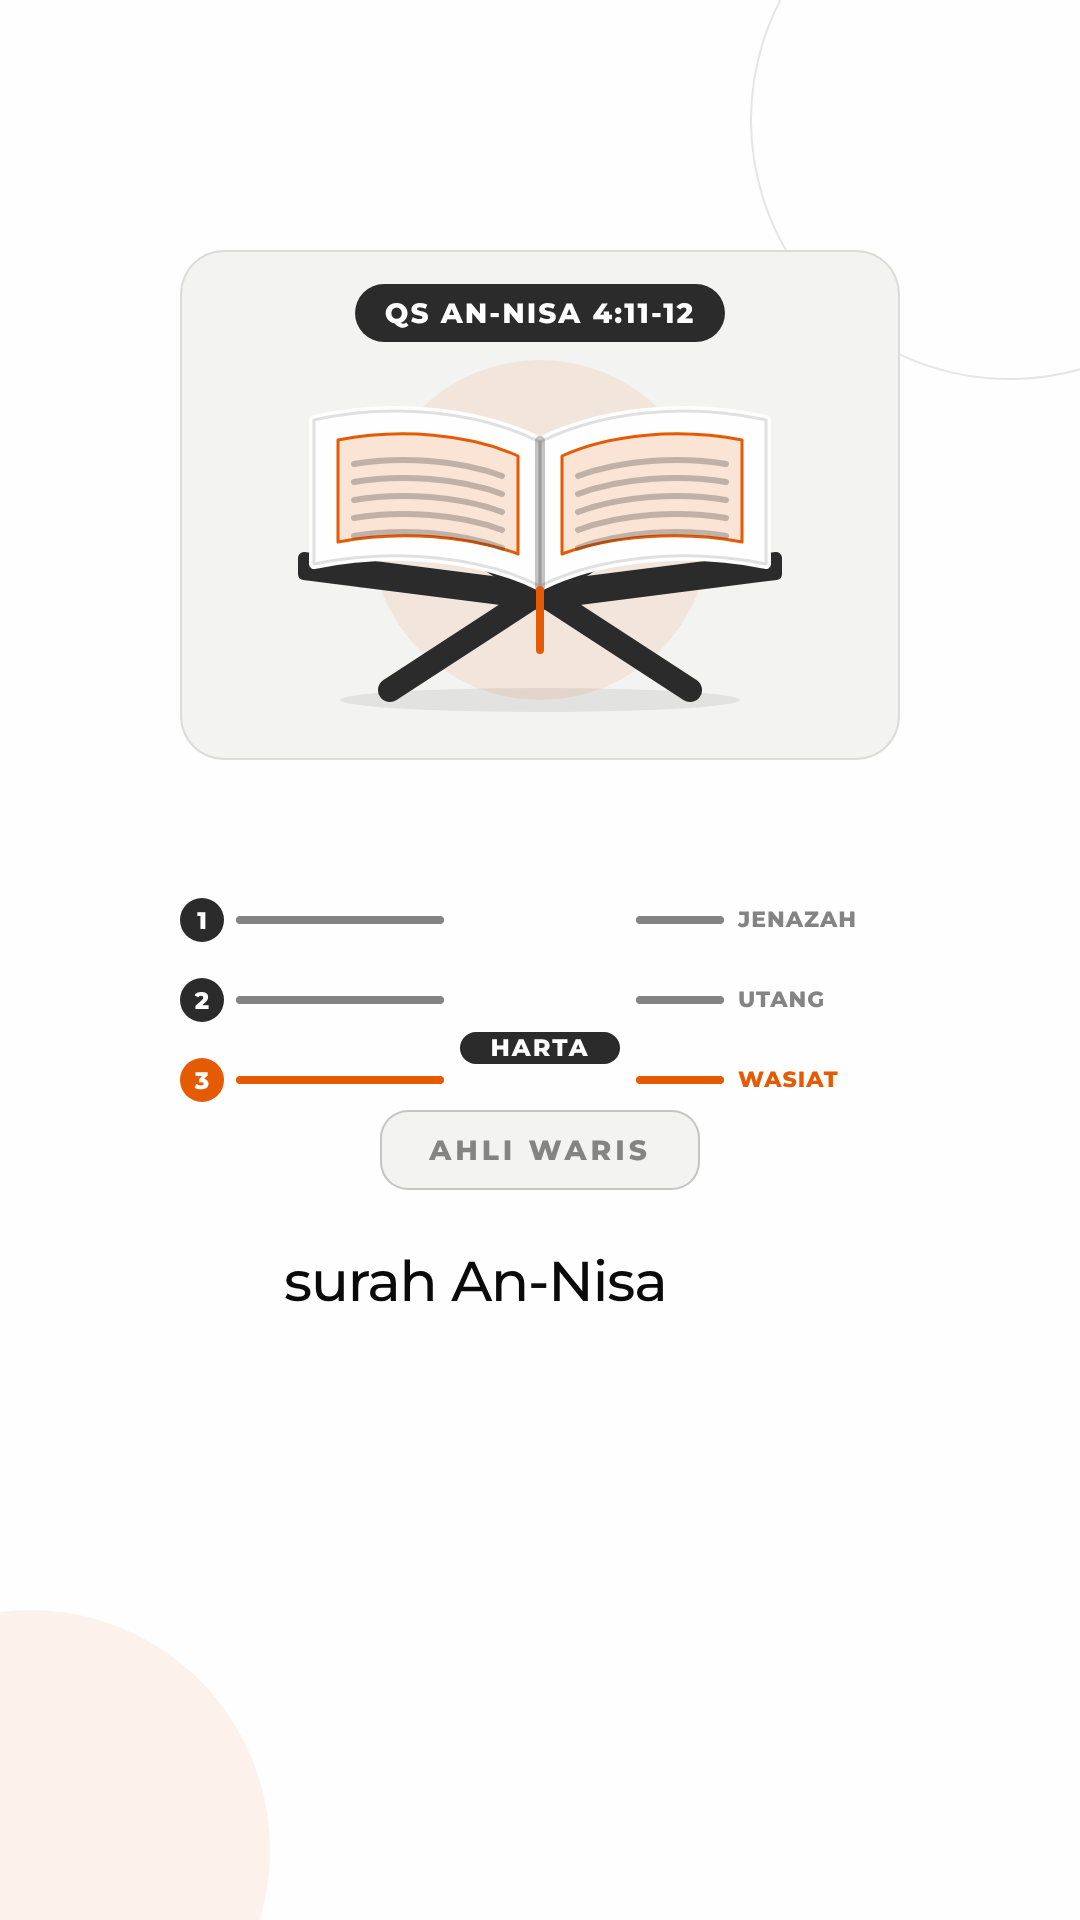 QS AN-NISA 4:11-12
1 JENAZAH
2 UTANG
HARTA
3 WASIAT
AHLI WARIS
surah An-Nisa